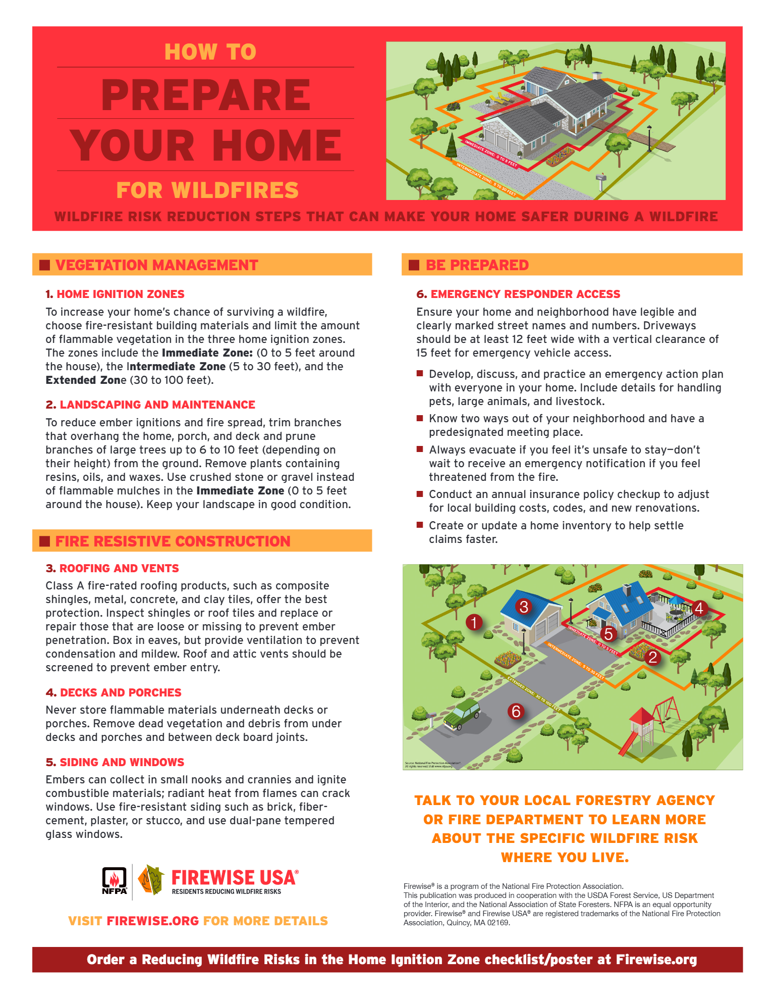 HOW TO
PREPARE
YOUR HOME
FOR WILDFIRES
IMMEDIATE ZONE: 0 TO 5 FEET
INTERMEDIATE ZONE: 5 TO 30 FEET
130
WILDFIRE RISK REDUCTION STEPS THAT CAN MAKE YOUR HOME SAFER DURING A WILDFIRE
VEGETATION MANAGEMENT
1. HOME IGNITION ZONES
To increase your home’s chance of surviving a wildfire,
choose fire-resistant building materials and limit the amount
of flammable vegetation in the three home ignition zones.
The zones include the Immediate Zone: (0 to 5 feet around
the house), the Intermediate Zone (5 to 30 feet), and the
Extended Zone (30 to 100 feet).
2. LANDSCAPING AND MAINTENANCE
To reduce ember ignitions and fire spread, trim branches
that overhang the home, porch, and deck and prune
branches of large trees up to 6 to 10 feet (depending on
their height) from the ground. Remove plants containing
resins, oils, and waxes. Use crushed stone or gravel instead
of flammable mulches in the Immediate Zone (0 to 5 feet
around the house). Keep your landscape in good condition.
FIRE RESISTIVE CONSTRUCTION
3. ROOFING AND VENTS
Class A fire-rated roofing products, such as composite
shingles, metal, concrete, and clay tiles, offer the best
protection. Inspect shingles or roof tiles and replace or
repair those that are loose or missing to prevent ember
penetration. Box in eaves, but provide ventilation to prevent
condensation and mildew. Roof and attic vents should be
screened to prevent ember entry.
4. DECKS AND PORCHES
Never store flammable materials underneath decks or
porches. Remove dead vegetation and debris from under
decks and porches and between deck board joints.
5. SIDING AND WINDOWS
Embers can collect in small nooks and crannies and ignite
combustible materials; radiant heat from flames can crack
windows. Use fire-resistant siding such as brick, fiber-
cement, plaster, or stucco, and use dual-pane tempered
glass windows.
NFPA®
FIREWISE USA®
RESIDENTS REDUCING WILDFIRE RISKS
VISIT FIREWISE.ORG FOR MORE DETAILS
BE PREPARED
6. EMERGENCY RESPONDER ACCESS
Ensure your home and neighborhood have legible and
clearly marked street names and numbers. Driveways
should be at least 12 feet wide with a vertical clearance of
15 feet for emergency vehicle access.
Develop, discuss, and practice an emergency action plan
with everyone in your home. Include details for handling
pets, large animals, and livestock.
Know two ways out of your neighborhood and have a
predesignated meeting place.
Always evacuate if you feel it’s unsafe to stay—don’t
wait to receive an emergency notification if you feel
threatened from the fire.
Conduct an annual insurance policy checkup to adjust
for local building costs, codes, and new renovations.
Create or update a home inventory to help settle
claims faster.
3
4
1
5
IMMEDIATE ZONE: 0 TO 5 FEET
INTERMEDIATE ZONE: 5 TO 30 FEET
2
EXTENDED ZONE: 30 TO 100 FEET
6
Source: National Fire Protection Association®.
All rights reserved. Visit www.nfpa.org
TALK TO YOUR LOCAL FORESTRY AGENCY
OR FIRE DEPARTMENT TO LEARN MORE
ABOUT THE SPECIFIC WILDFIRE RISK
WHERE YOU LIVE.
Firewise® is a program of the National Fire Protection Association.
This publication was produced in cooperation with the USDA Forest Service, US Department
of the Interior, and the National Association of State Foresters. NFPA is an equal opportunity
provider. Firewise® and Firewise USA® are registered trademarks of the National Fire Protection
Association, Quincy, MA 02169.
Order a Reducing Wildfire Risks in the Home Ignition Zone checklist/poster at Firewise.org